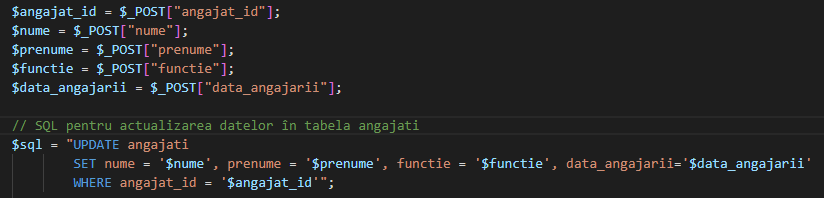 $angajat_id = $_POST["angajat_id"];
$nume = $_POST["nume"];
$prenume = $_POST["prenume"];
$functie = $_POST["functie"];
$data_angajarii = $_POST["data_angajarii"];
// SQL pentru actualizarea datelor în tabela angajati
$sql = "UPDATE angajati
SET nume = '$nume', prenume = '$prenume', functie = '$functie', data_angajarii='$data_angajarii'
WHERE angajat_id = '$angajat_id'";